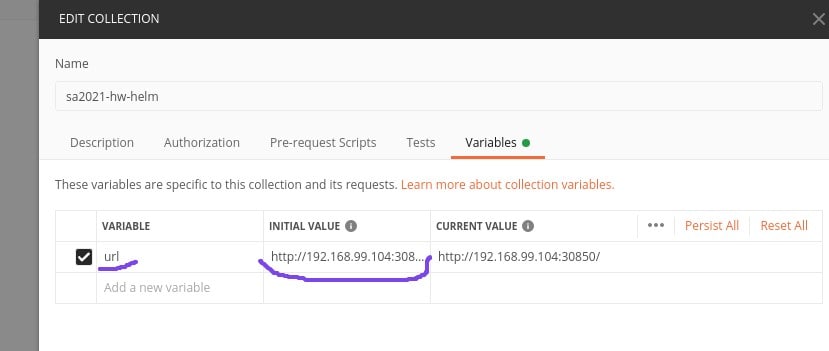 EDIT COLLECTION
Name
sa2021-hw-helm
Description Authorization Pre-request Scripts Tests Variables
These variables are specific to this collection and its requests. Learn more about collection variables.
VARIABLE INITIAL VALUE CURRENT VALUE Persist All Reset All
url http://192.168.99.104:308... http://192.168.99.104:30850/
Add a new variable